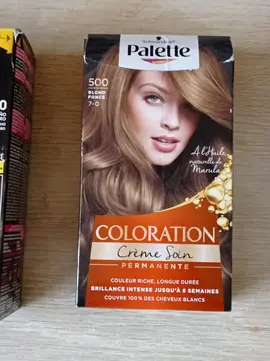 Schwarzkopf
Palette
500
BLOND
FONCÉ
7-0
À l'Huile
naturelle de
Marula
COLORATION
Crème Soin
PERMANENTE
COULEUR RICHE, LONGUE DURÉE
BRILLANCE INTENSE JUSQU'À 8 SEMAINES
COUVRE 100% DES CHEVEUX BLANCS